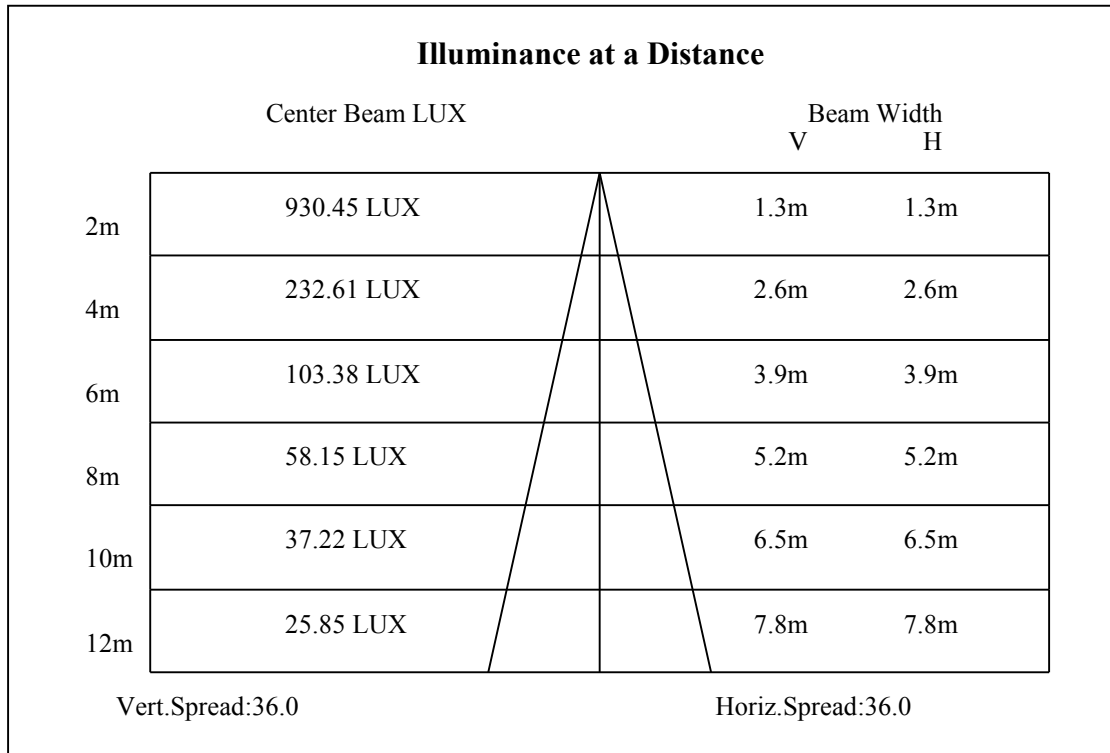 Illuminance at a Distance
Center Beam LUX Beam Width
V H
2m 930.45 LUX 1.3m 1.3m
4m 232.61 LUX 2.6m 2.6m
6m 103.38 LUX 3.9m 3.9m
8m 58.15 LUX 5.2m 5.2m
10m 37.22 LUX 6.5m 6.5m
12m 25.85 LUX 7.8m 7.8m
Vert.Spread:36.0 Horiz.Spread:36.0